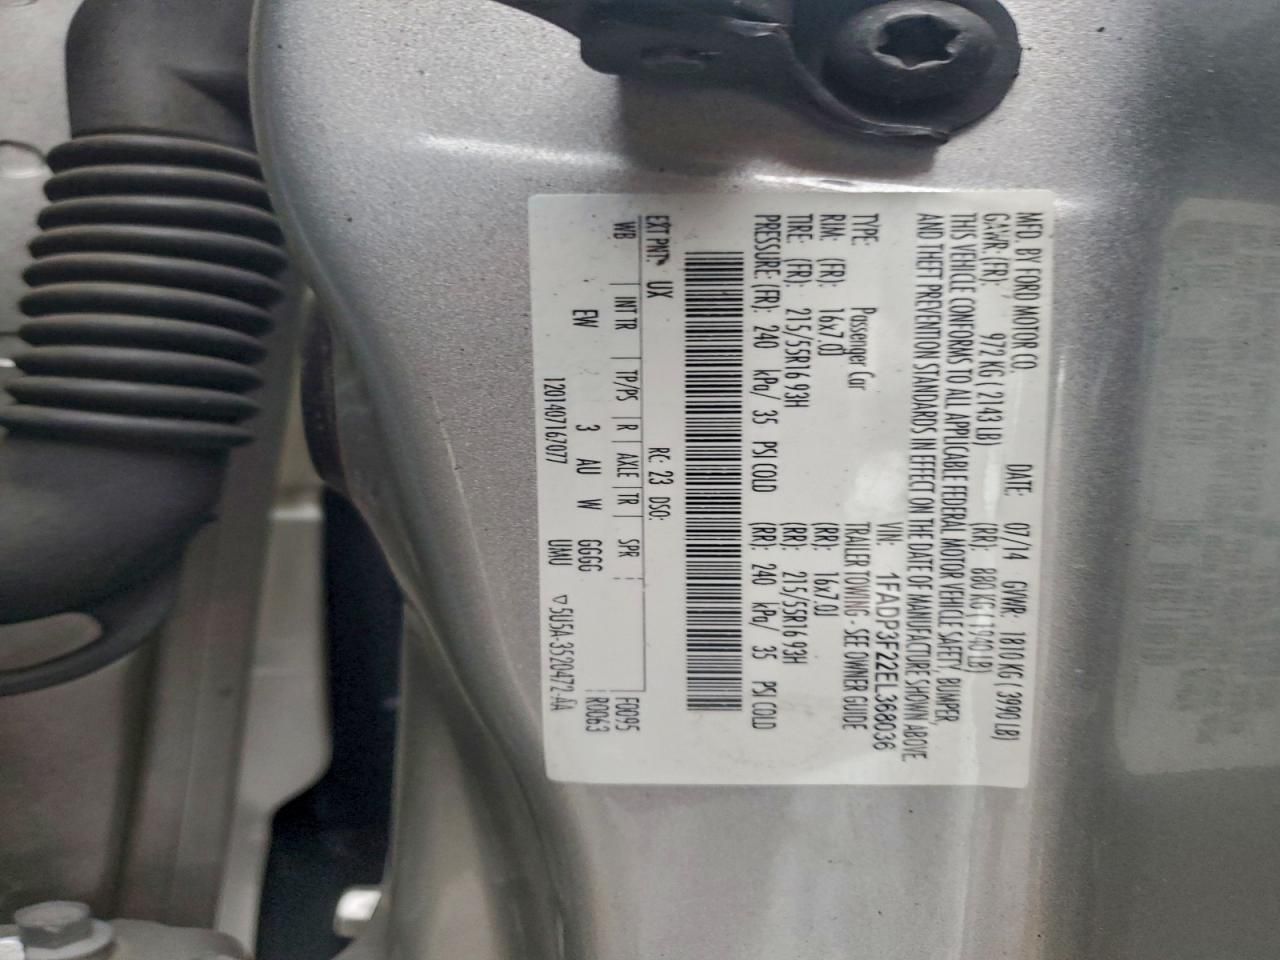 MFD. BY FORD MOTOR CO. DATE: 07/14 GVWR: 1810 KG ( 3990 LB)
GAWR: FR: 972 KG ( 2143 LB) (RR): 880 KG ( 1940 LB)
THIS VEHICLE CONFORMS TO ALL APPLICABLE FEDERAL MOTOR VEHICLE SAFETY, BUMPER,
AND THEFT PREVENTION STANDARDS IN EFFECT ON THE DATE OF MANUFACTURE SHOWN ABOVE.
VIN: 1FADP3F22EL368636
TYPE: Passenger Car TRAILER TOWING - SEE OWNER GUIDE
RIM: (FR): 16x7.0J (RR): 16x7.0J
TIRE: (FR): 215/55R16 93H (RR): 215/55R16 93H
PRESSURE: (FR): 240 kPa/ 35 PSI COLD (RR): 240 kPa/ 35 PSI COLD
EXT PNT: UX RC: 23 DSO:
WB INT TR TP/PS R AXLE TR SPR F0095
EW 3 AU W GGGG R0063
1201407167077 UMU ▽5U5A-3520472-AA